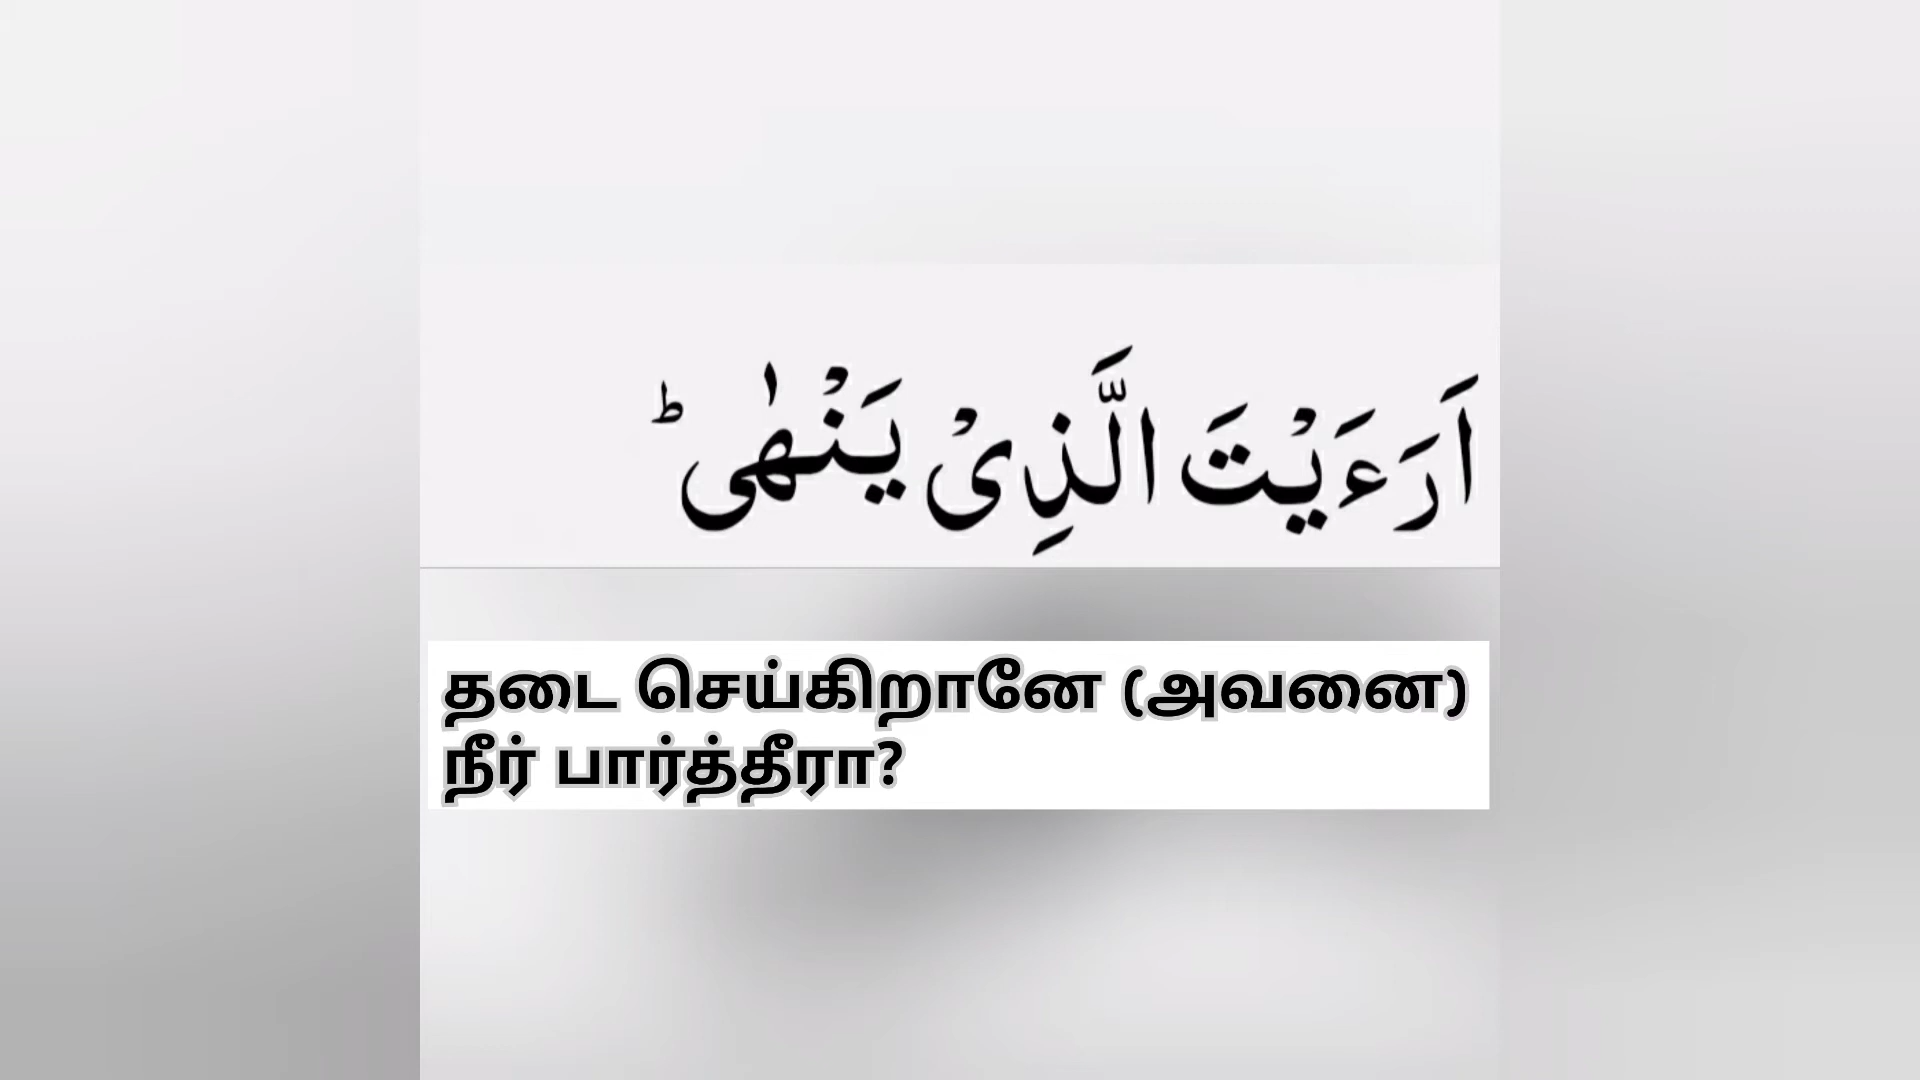 اَرَءَيْتَ الَّذِىْ يَنْهٰىؕ
தடை செய்கிறானே (அவனை)
நீர் பார்த்தீரா?